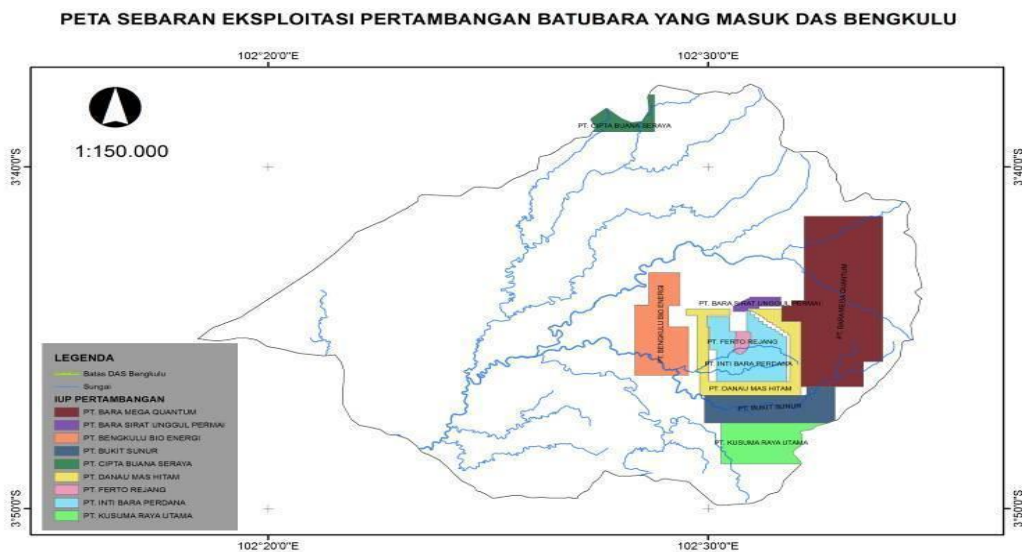 PETA SEBARAN EKSPLOITASI PERTAMBANGAN BATUBARA YANG MASUK DAS BENGKULU
102°20'0"E
102°30'0"E
1:150.000
3°40'0"S
3°40'0"S
PT. CIPTA BUANA SERAYA
PT. BARA MEGA QUANTUM
PT. BENGKULU BIO ENERGI
PT. BARA SIRAT UNGGUL PERMAI
PT. FERTO REJANG
PT. INTI BARA PERDANA
PT. DANAU MAS HITAM
PT. BUKIT SUNUR
PT. KUSUMA RAYA UTAMA
LEGENDA
Batas DAS Bengkulu
Sungai
IUP PERTAMBANGAN
PT. BARA MEGA QUANTUM
PT. BARA SIRAT UNGGUL PERMAI
PT. BENGKULU BIO ENERGI
PT. BUKIT SUNUR
PT. CIPTA BUANA SERAYA
PT. DANAU MAS HITAM
PT. FERTO REJANG
PT. INTI BARA PERDANA
PT. KUSUMA RAYA UTAMA
3°50'0"S
3°50'0"S
102°20'0"E
102°30'0"E